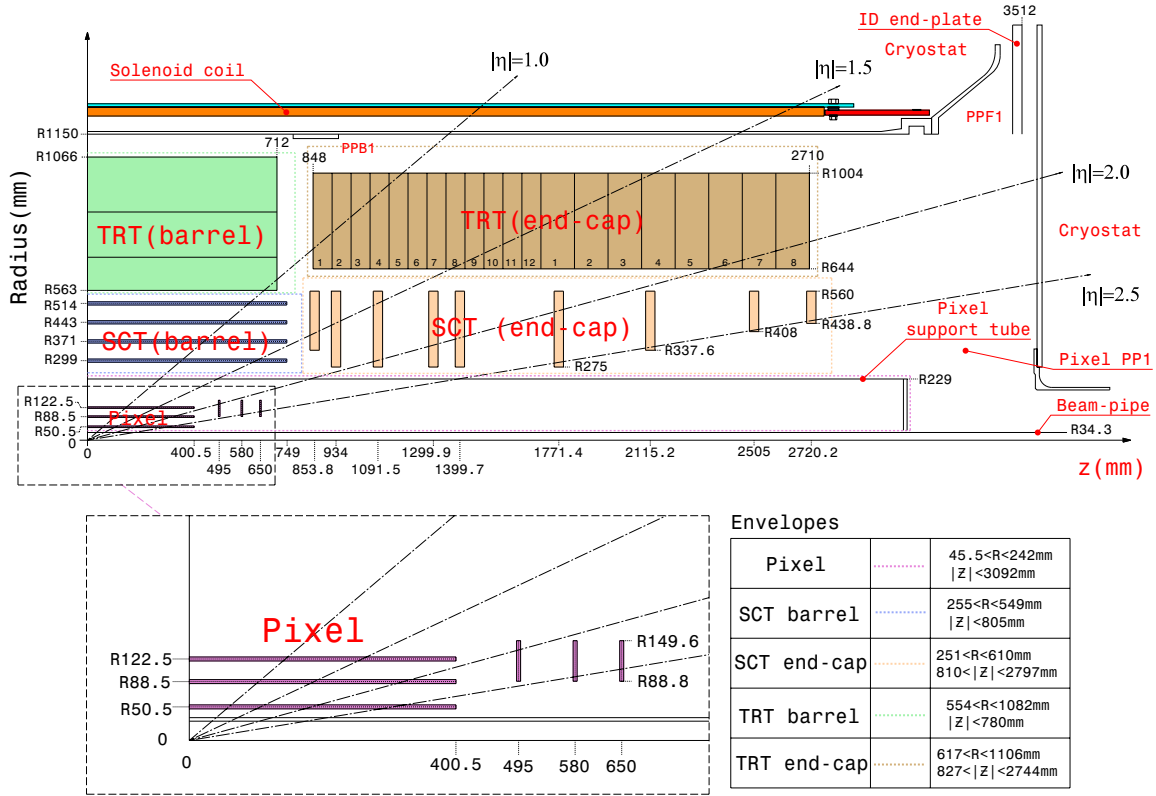 3512
ID end-plate
Cryostat
|η|=1.0
Solenoid coil
|η|=1.5
PPF1
R1150
712
PPB1
848
2710
R1066
R1004
|η|=2.0
Radius(mm)
TRT(barrel)
TRT(end-cap)
Cryostat
1 2 3 4 5 6 7 8 9 10 11 12 1 2 3 4 5 6 7 8
R644
R563
R560
|η|=2.5
R514
R443
SCT (end-cap)
R438.8
Pixel
support tube
R408
R371
SCT(barrel)
R337.6
R299
R275
Pixel PP1
R229
R122.5
R88.5
Pixel
Beam-pipe
R50.5
R34.3
0
0 400.5 749 934 1299.9 1771.4 2115.2 2505 2720.2
495 580 650 853.8 1091.5 1399.7
z(mm)
Pixel
R149.6
R122.5
R88.5
R88.8
R50.5
0
0 400.5 495 580 650
Envelopes
Pixel
45.5<R<242mm
|Z|<3092mm
SCT barrel
255<R<549mm
|Z|<805mm
SCT end-cap
251<R<610mm
810<|Z|<2797mm
TRT barrel
554<R<1082mm
|Z|<780mm
TRT end-cap
617<R<1106mm
827<|Z|<2744mm